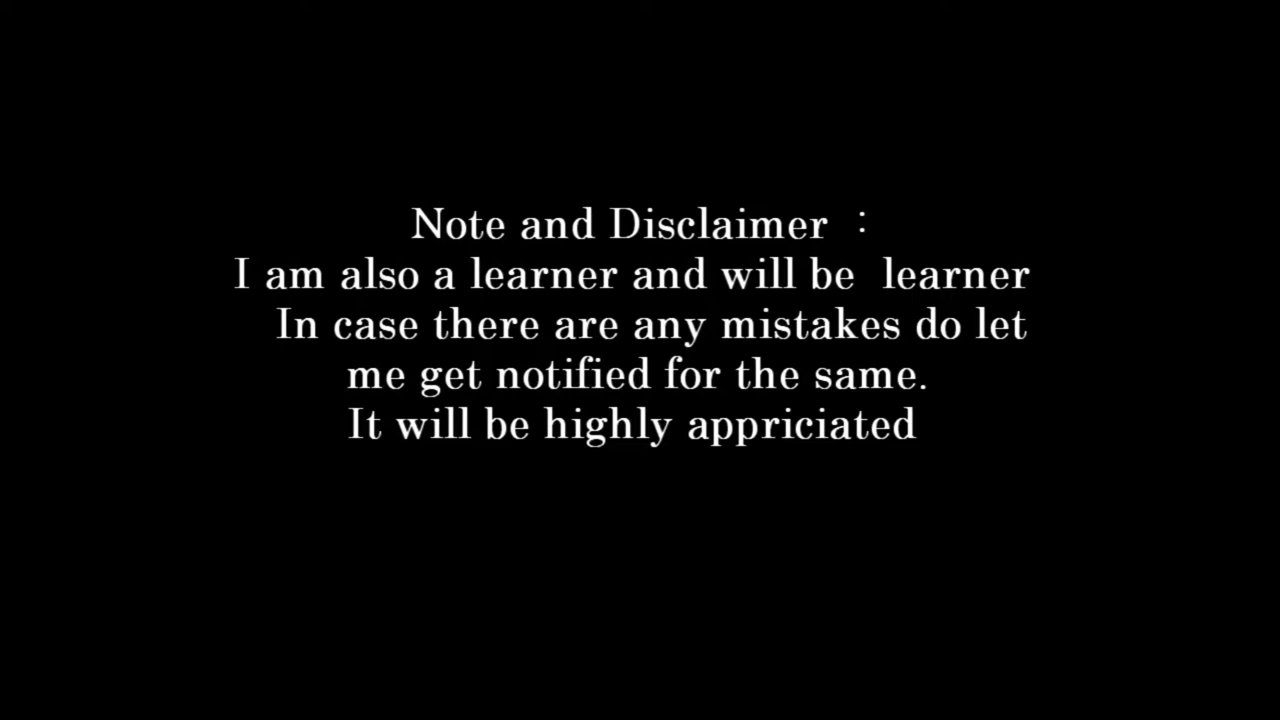 Note and Disclaimer :
I am also a learner and will be learner
In case there are any mistakes do let
me get notified for the same.
It will be highly appriciated